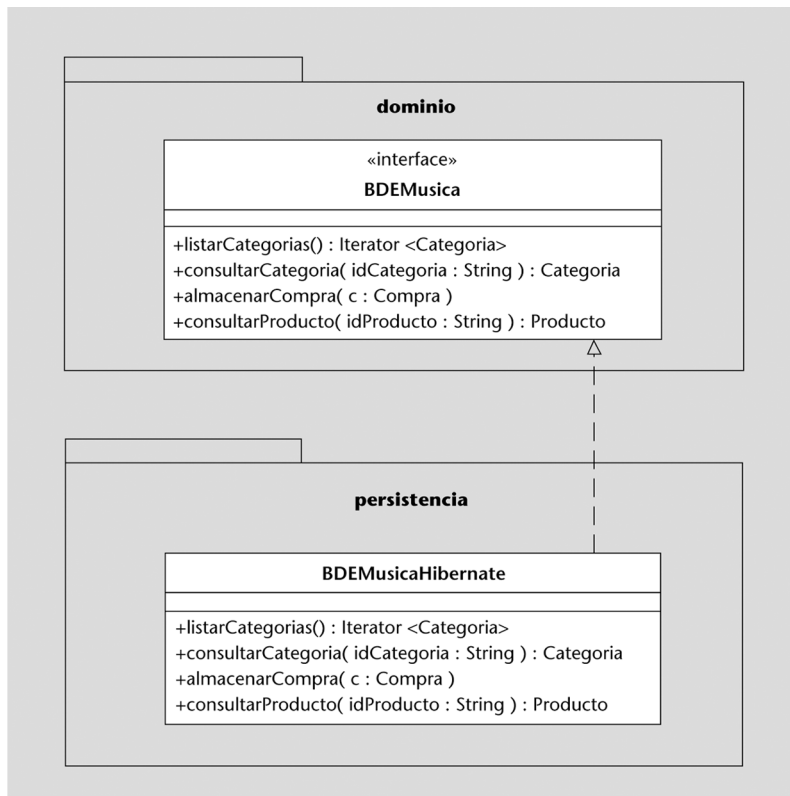 dominio
«interface»
BDEMusica
+listarCategorias() : Iterator <Categoria>
+consultarCategoria( idCategoria : String ) : Categoria
+almacenarCompra( c : Compra )
+consultarProducto( idProducto : String ) : Producto
persistencia
BDEMusicaHibernate
+listarCategorias() : Iterator <Categoria>
+consultarCategoria( idCategoria : String ) : Categoria
+almacenarCompra( c : Compra )
+consultarProducto( idProducto : String ) : Producto